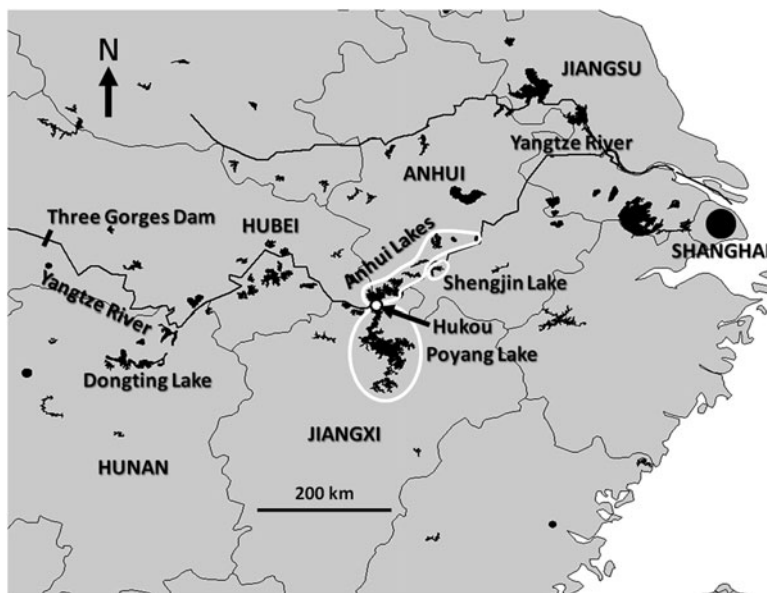 N
JIANGSU
Yangtze River
ANHUI
Three Gorges Dam
HUBEI
Anhui Lakes
SHANGHAI
Shengjin Lake
Yangtze River
Hukou
Poyang Lake
Dongting Lake
JIANGXI
HUNAN
200 km